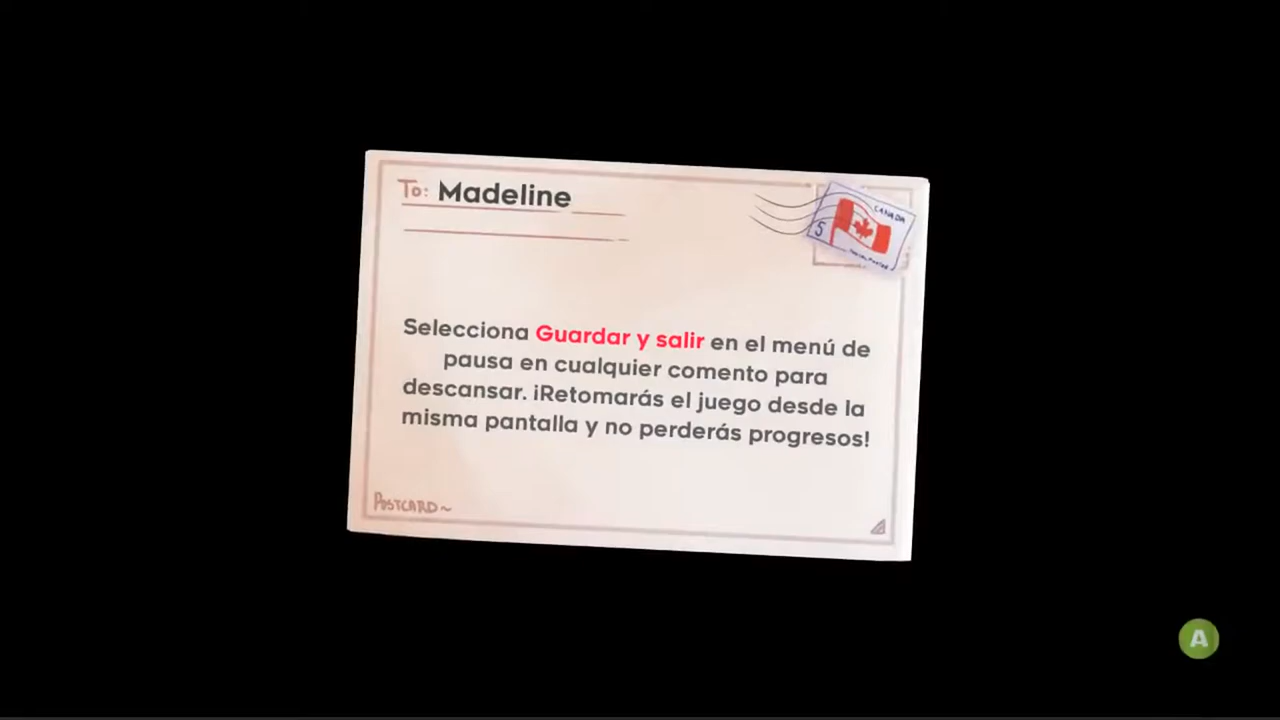 To: Madeline
CANADA
5
Selecciona Guardar y salir en el menú de
pausa en cualquier comento para
descansar. ¡Retomarás el juego desde la
misma pantalla y no perderás progresos!
POSTCARD~
A